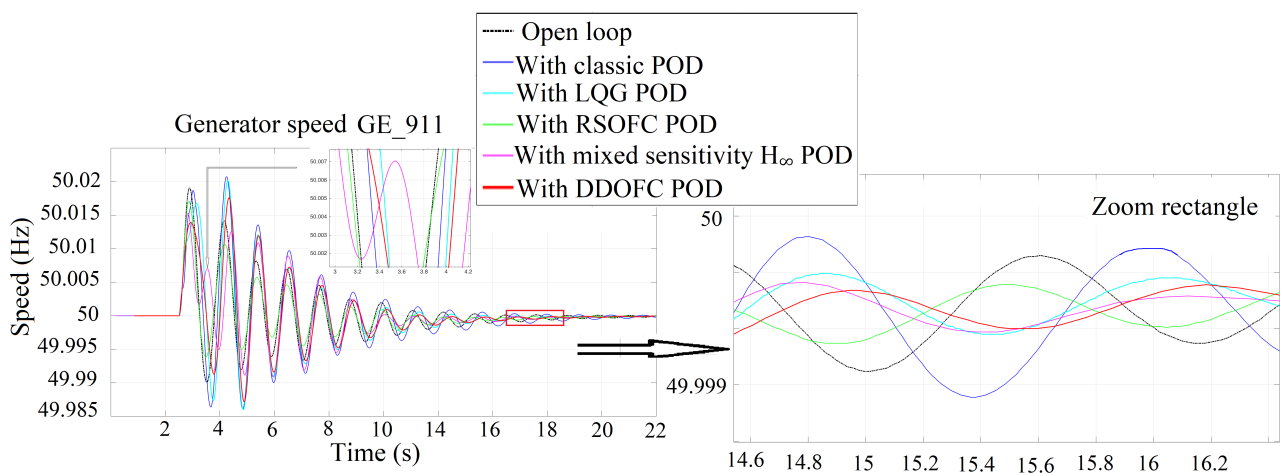 Open loop
With classic POD
With LQG POD
With RSOFC POD
With mixed sensitivity H∞ POD
With DDOFC POD
Generator speed GE_911
50.02
50.015
50.01
50.005
50
49.995
49.99
49.985
Speed (Hz)
2 4 6 8 10 12 14 16 18 20 22
Time (s)
50.007
50.006
50.005
50.004
50.003
50.002
3 3.2 3.4 3.6 3.8 4 4.2
Zoom rectangle
50
49.999
14.6 14.8 15 15.2 15.4 15.6 15.8 16 16.2